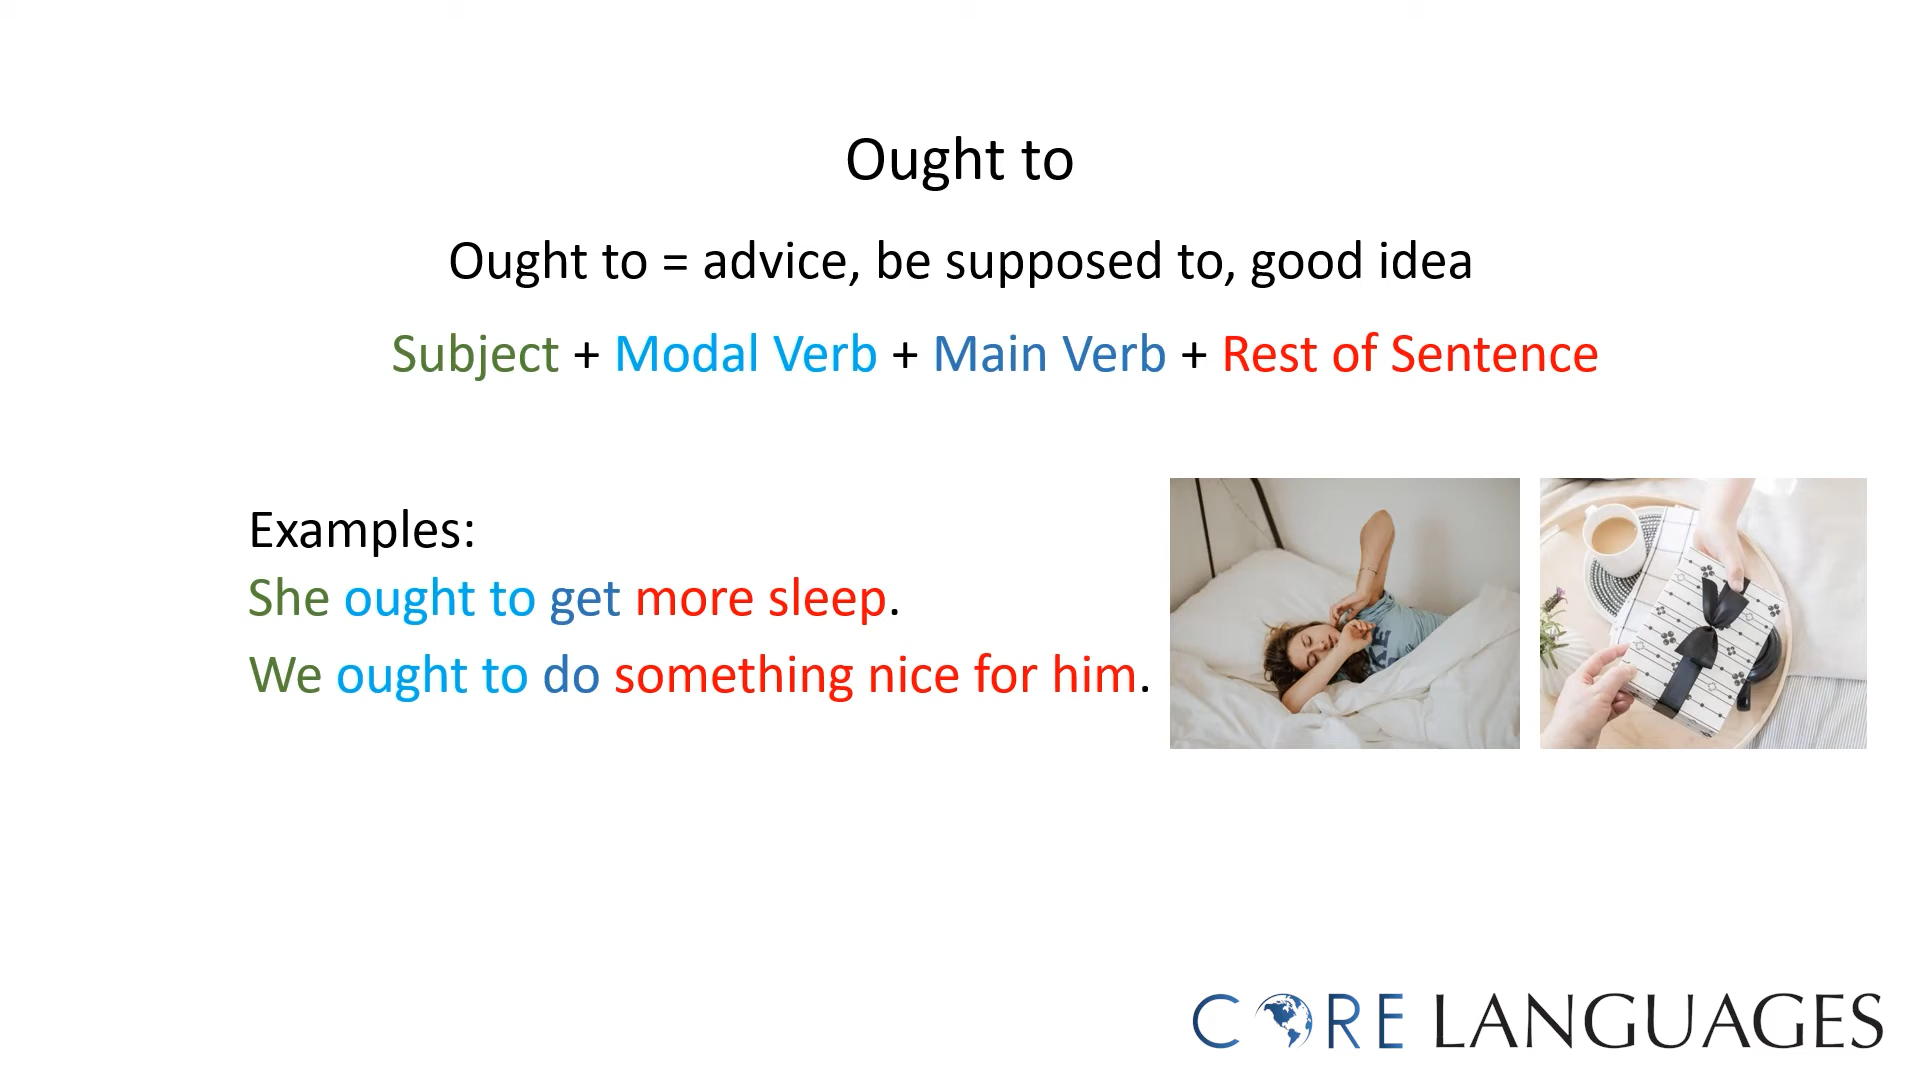 Ought to
Ought to = advice, be supposed to, good idea
Subject + Modal Verb + Main Verb + Rest of Sentence
Examples:
She ought to get more sleep.
We ought to do something nice for him.
CORE LANGUAGES